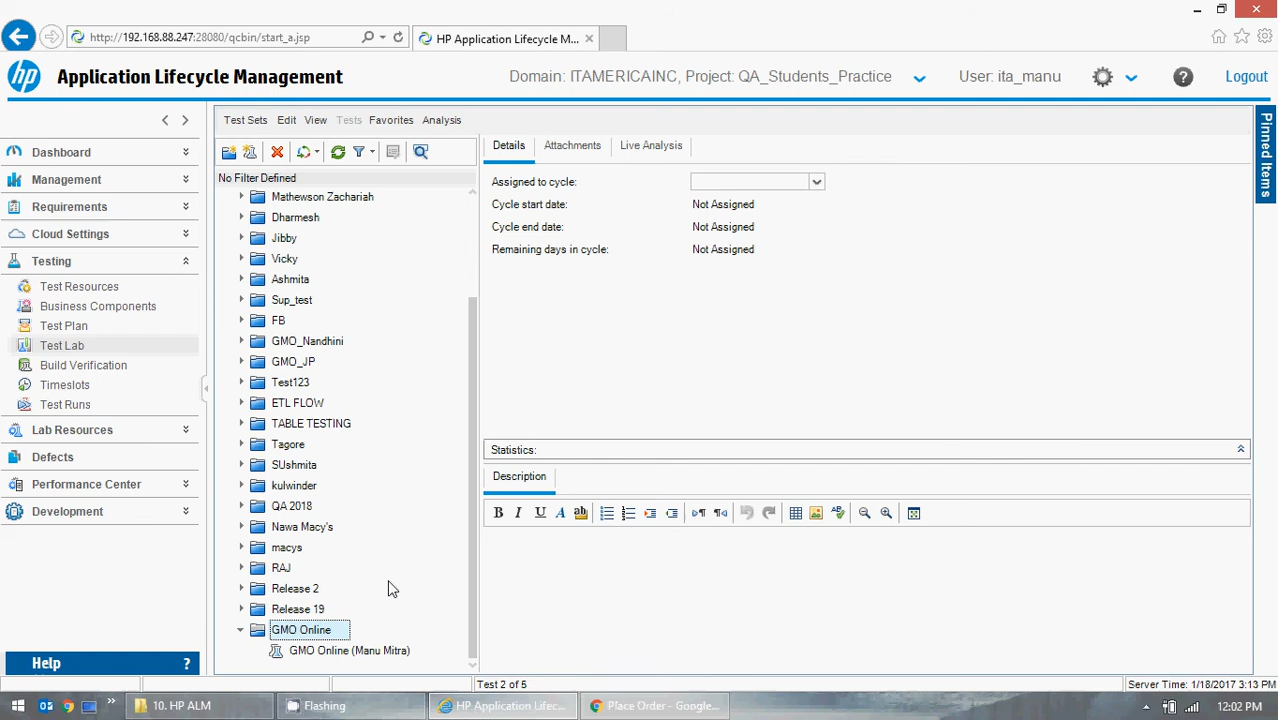 http://192.168.88.247:28080/qcbin/start_a.jsp
HP Application Lifecycle M...
hp
Application Lifecycle Management
Domain: ITAMERICAINC, Project: QA_Students_Practice
User: ita_manu
Logout
Dashboard
Management
Requirements
Cloud Settings
Testing
Test Resources
Business Components
Test Plan
Test Lab
Build Verification
Timeslots
Test Runs
Lab Resources
Defects
Performance Center
Development
Help ?
Test Sets Edit View Tests Favorites Analysis
No Filter Defined
Mathewson Zachariah
Dharmesh
Jibby
Vicky
Ashmita
Sup_test
FB
GMO_Nandhini
GMO_JP
Test123
ETL FLOW
TABLE TESTING
Tagore
SUshmita
kulwinder
QA 2018
Nawa Macy's
macys
RAJ
Release 2
Release 19
GMO Online
GMO Online (Manu Mitra)
Details Attachments Live Analysis
Assigned to cycle:
Cycle start date: Not Assigned
Cycle end date: Not Assigned
Remaining days in cycle: Not Assigned
Statistics:
Description
B I U A ab
Pinned Items
Test 2 of 5
Server Time: 1/18/2017 3:13 PM
10. HP ALM
Flashing
HP Application Lifec...
Place Order - Google...
12:02 PM